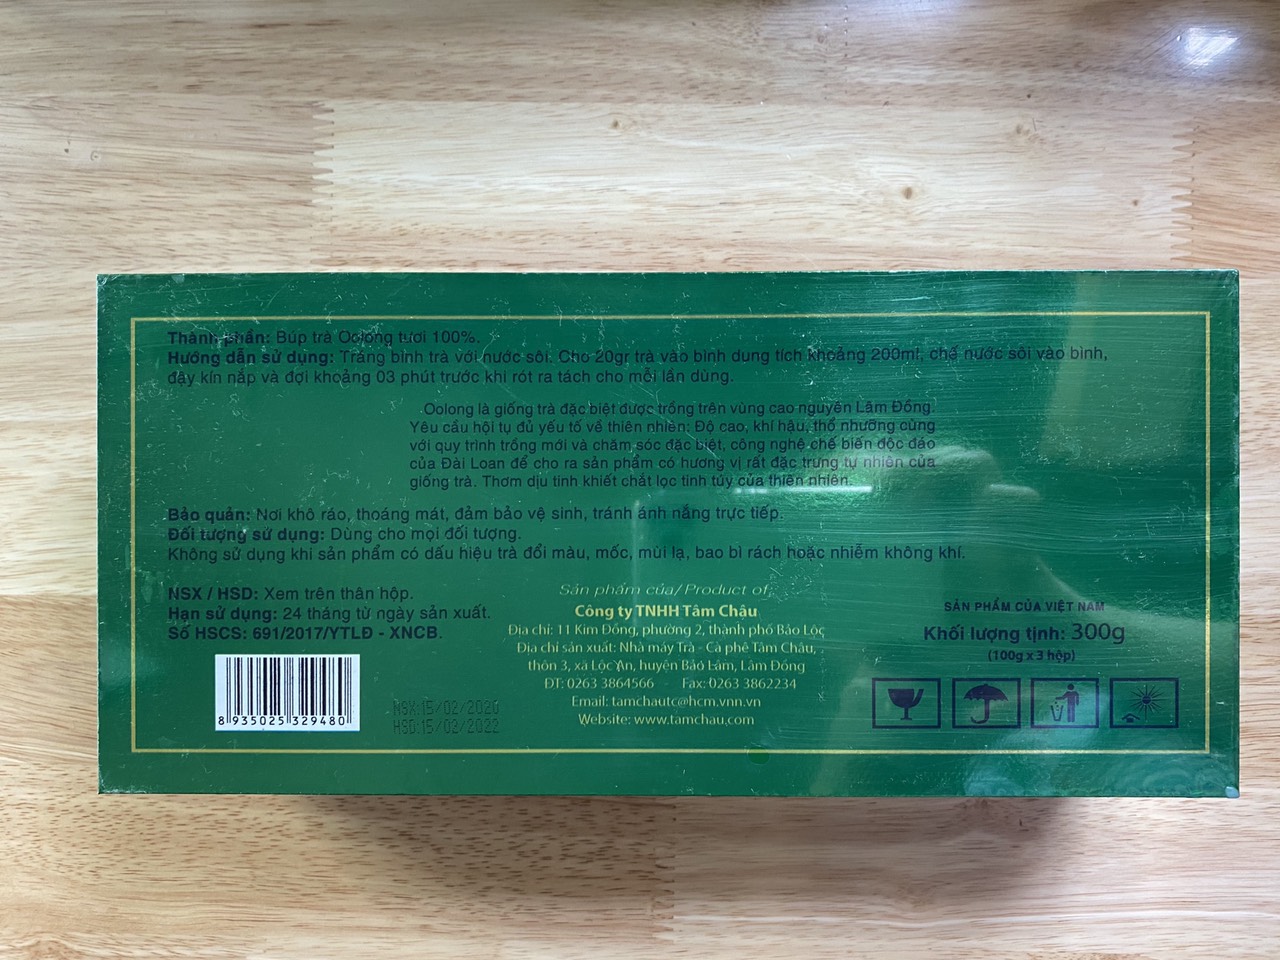 Thành phần: Búp trà Oolong tươi 100%.
Hướng dẫn sử dụng: Tráng bình trà với nước sôi. Cho 20gr trà vào bình dung tích khoảng 200ml, chế nước sôi vào bình,
đậy kín nắp và đợi khoảng 03 phút trước khi rót ra tách cho mỗi lần dùng.
Oolong là giống trà đặc biệt được trồng trên vùng cao nguyên Lâm Đồng.
Yêu cầu hội tụ đủ yếu tố về thiên nhiên: Độ cao, khí hậu, thổ nhưỡng cùng
với quy trình trồng mới và chăm sóc đặc biệt, công nghệ chế biến độc đáo
của Đài Loan để cho ra sản phẩm có hương vị rất đặc trưng tự nhiên của
giống trà. Thơm dịu tinh khiết chắt lọc tinh túy của thiên nhiên.
Bảo quản: Nơi khô ráo, thoáng mát, đảm bảo vệ sinh, tránh ánh nắng trực tiếp.
Đối tượng sử dụng: Dùng cho mọi đối tượng.
Không sử dụng khi sản phẩm có dấu hiệu trà đổi màu, mốc, mùi lạ, bao bì rách hoặc nhiễm không khí.
NSX / HSD: Xem trên thân hộp.
Hạn sử dụng: 24 tháng từ ngày sản xuất.
Số HSCS: 691/2017/YTLĐ - XNCB.
8 935025 329480
NSX:15/02/2020
HSD:15/02/2022
Sản phẩm của/Product of
Công ty TNHH Tâm Châu
Địa chỉ: 11 Kim Đồng, phường 2, thành phố Bảo Lộc
Địa chỉ sản xuất: Nhà máy Trà - Cà phê Tâm Châu,
thôn 3, xã Lộc An, huyện Bảo Lâm, Lâm Đồng
ĐT: 0263 3864566 - Fax: 0263 3862234
Email: tamchautc@hcm.vnn.vn
Website: www.tamchau.com
SẢN PHẨM CỦA VIỆT NAM
Khối lượng tịnh: 300g
(100g x 3 hộp)